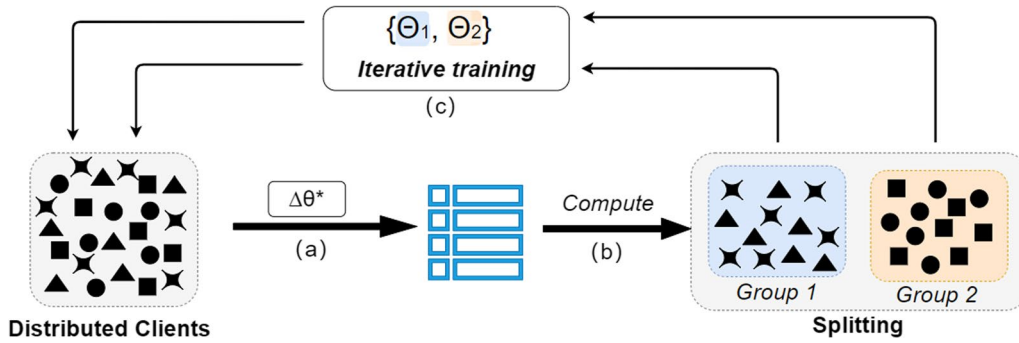 {Θ1, Θ2}
Iterative training
(c)
Δθ*
(a)
Compute
(b)
Group 1
Group 2
Distributed Clients
Splitting